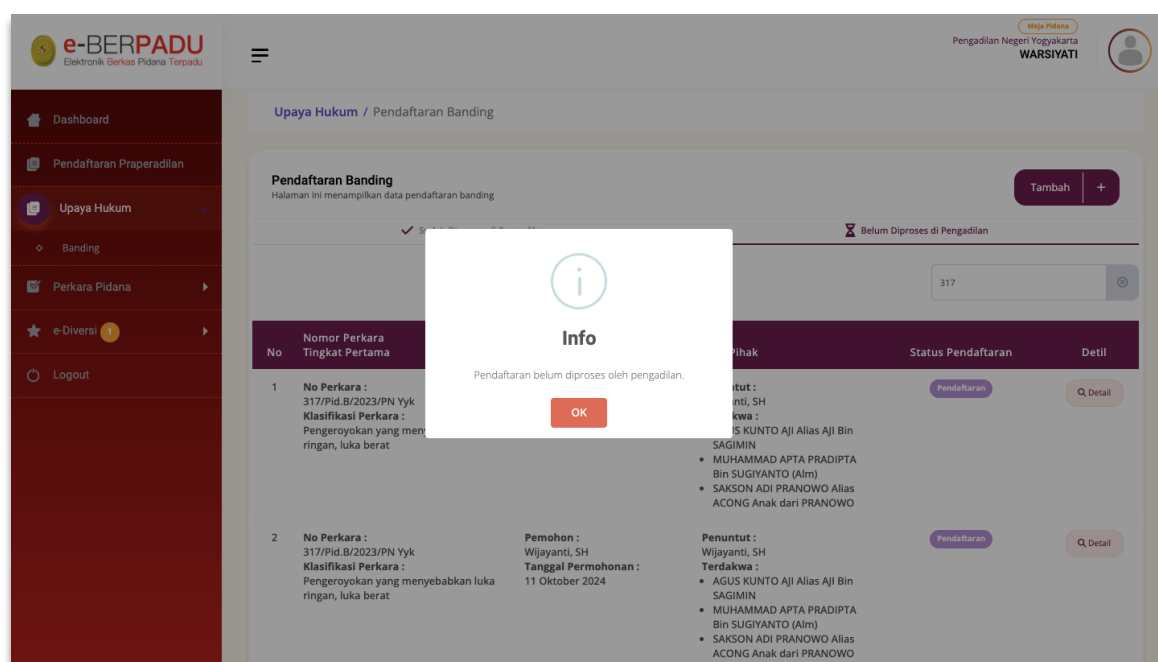 e-BERPADU
Elektronik Berkas Pidana Terpadu
Meja Pidana
Pengadilan Negeri Yogyakarta
WARSIYATI
Dashboard
Pendaftaran Praperadilan
Upaya Hukum
Banding
Perkara Pidana
e-Diversi 1
Logout
Upaya Hukum / Pendaftaran Banding
Pendaftaran Banding
Halaman ini menampilkan data pendaftaran banding
Tambah +
Belum Diproses di Pengadilan
317
Info
Pendaftaran belum diproses oleh pengadilan.
OK
No
Nomor Perkara
Tingkat Pertama
Pihak
Status Pendaftaran
Detil
1
No Perkara :
317/Pid.B/2023/PN Yyk
Klasifikasi Perkara :
Pengeroyokan yang
ringan, luka berat
SH
KUNTO AJI Alias AJI Bin
SAGIMIN
MUHAMMAD APTA PRADIPTA
Bin SUGIYANTO (Alm)
SAKSON ADI PRANOWO Alias
ACONG Anak dari PRANOWO
Pendaftaran
Detail
2
No Perkara :
317/Pid.B/2023/PN Yyk
Klasifikasi Perkara :
Pengeroyokan yang menyebabkan luka
ringan, luka berat
Pemohon :
Wijayanti, SH
Tanggal Permohonan :
11 Oktober 2024
Penuntut :
Wijayanti, SH
Terdakwa :
AGUS KUNTO AJI Alias AJI Bin
SAGIMIN
MUHAMMAD APTA PRADIPTA
Bin SUGIYANTO (Alm)
SAKSON ADI PRANOWO Alias
ACONG Anak dari PRANOWO
Pendaftaran
Detail